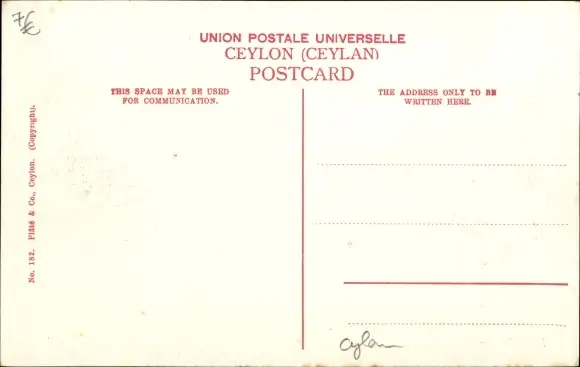 7€
UNION POSTALE UNIVERSELLE
CEYLON (CEYLAN)
POSTCARD
THIS SPACE MAY BE USED
FOR COMMUNICATION.
THE ADDRESS ONLY TO BE
WRITTEN HERE.
No. 182. Plâté & Co., Ceylon. (Copyright).
Ceylan